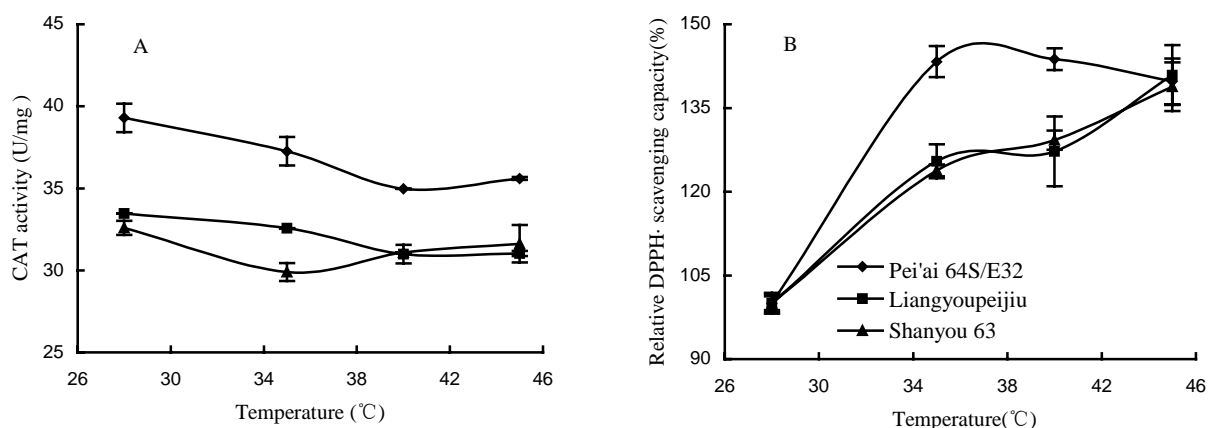 A
CAT activity (U/mg)
45
40
35
30
25
26 30 34 38 42 46
Temperature (℃)
B
Relative DPPH· scavenging capacity(%)
150
135
120
105
90
Pei'ai 64S/E32
Liangyoupeijiu
Shanyou 63
26 30 34 38 42 46
Temperature(℃)